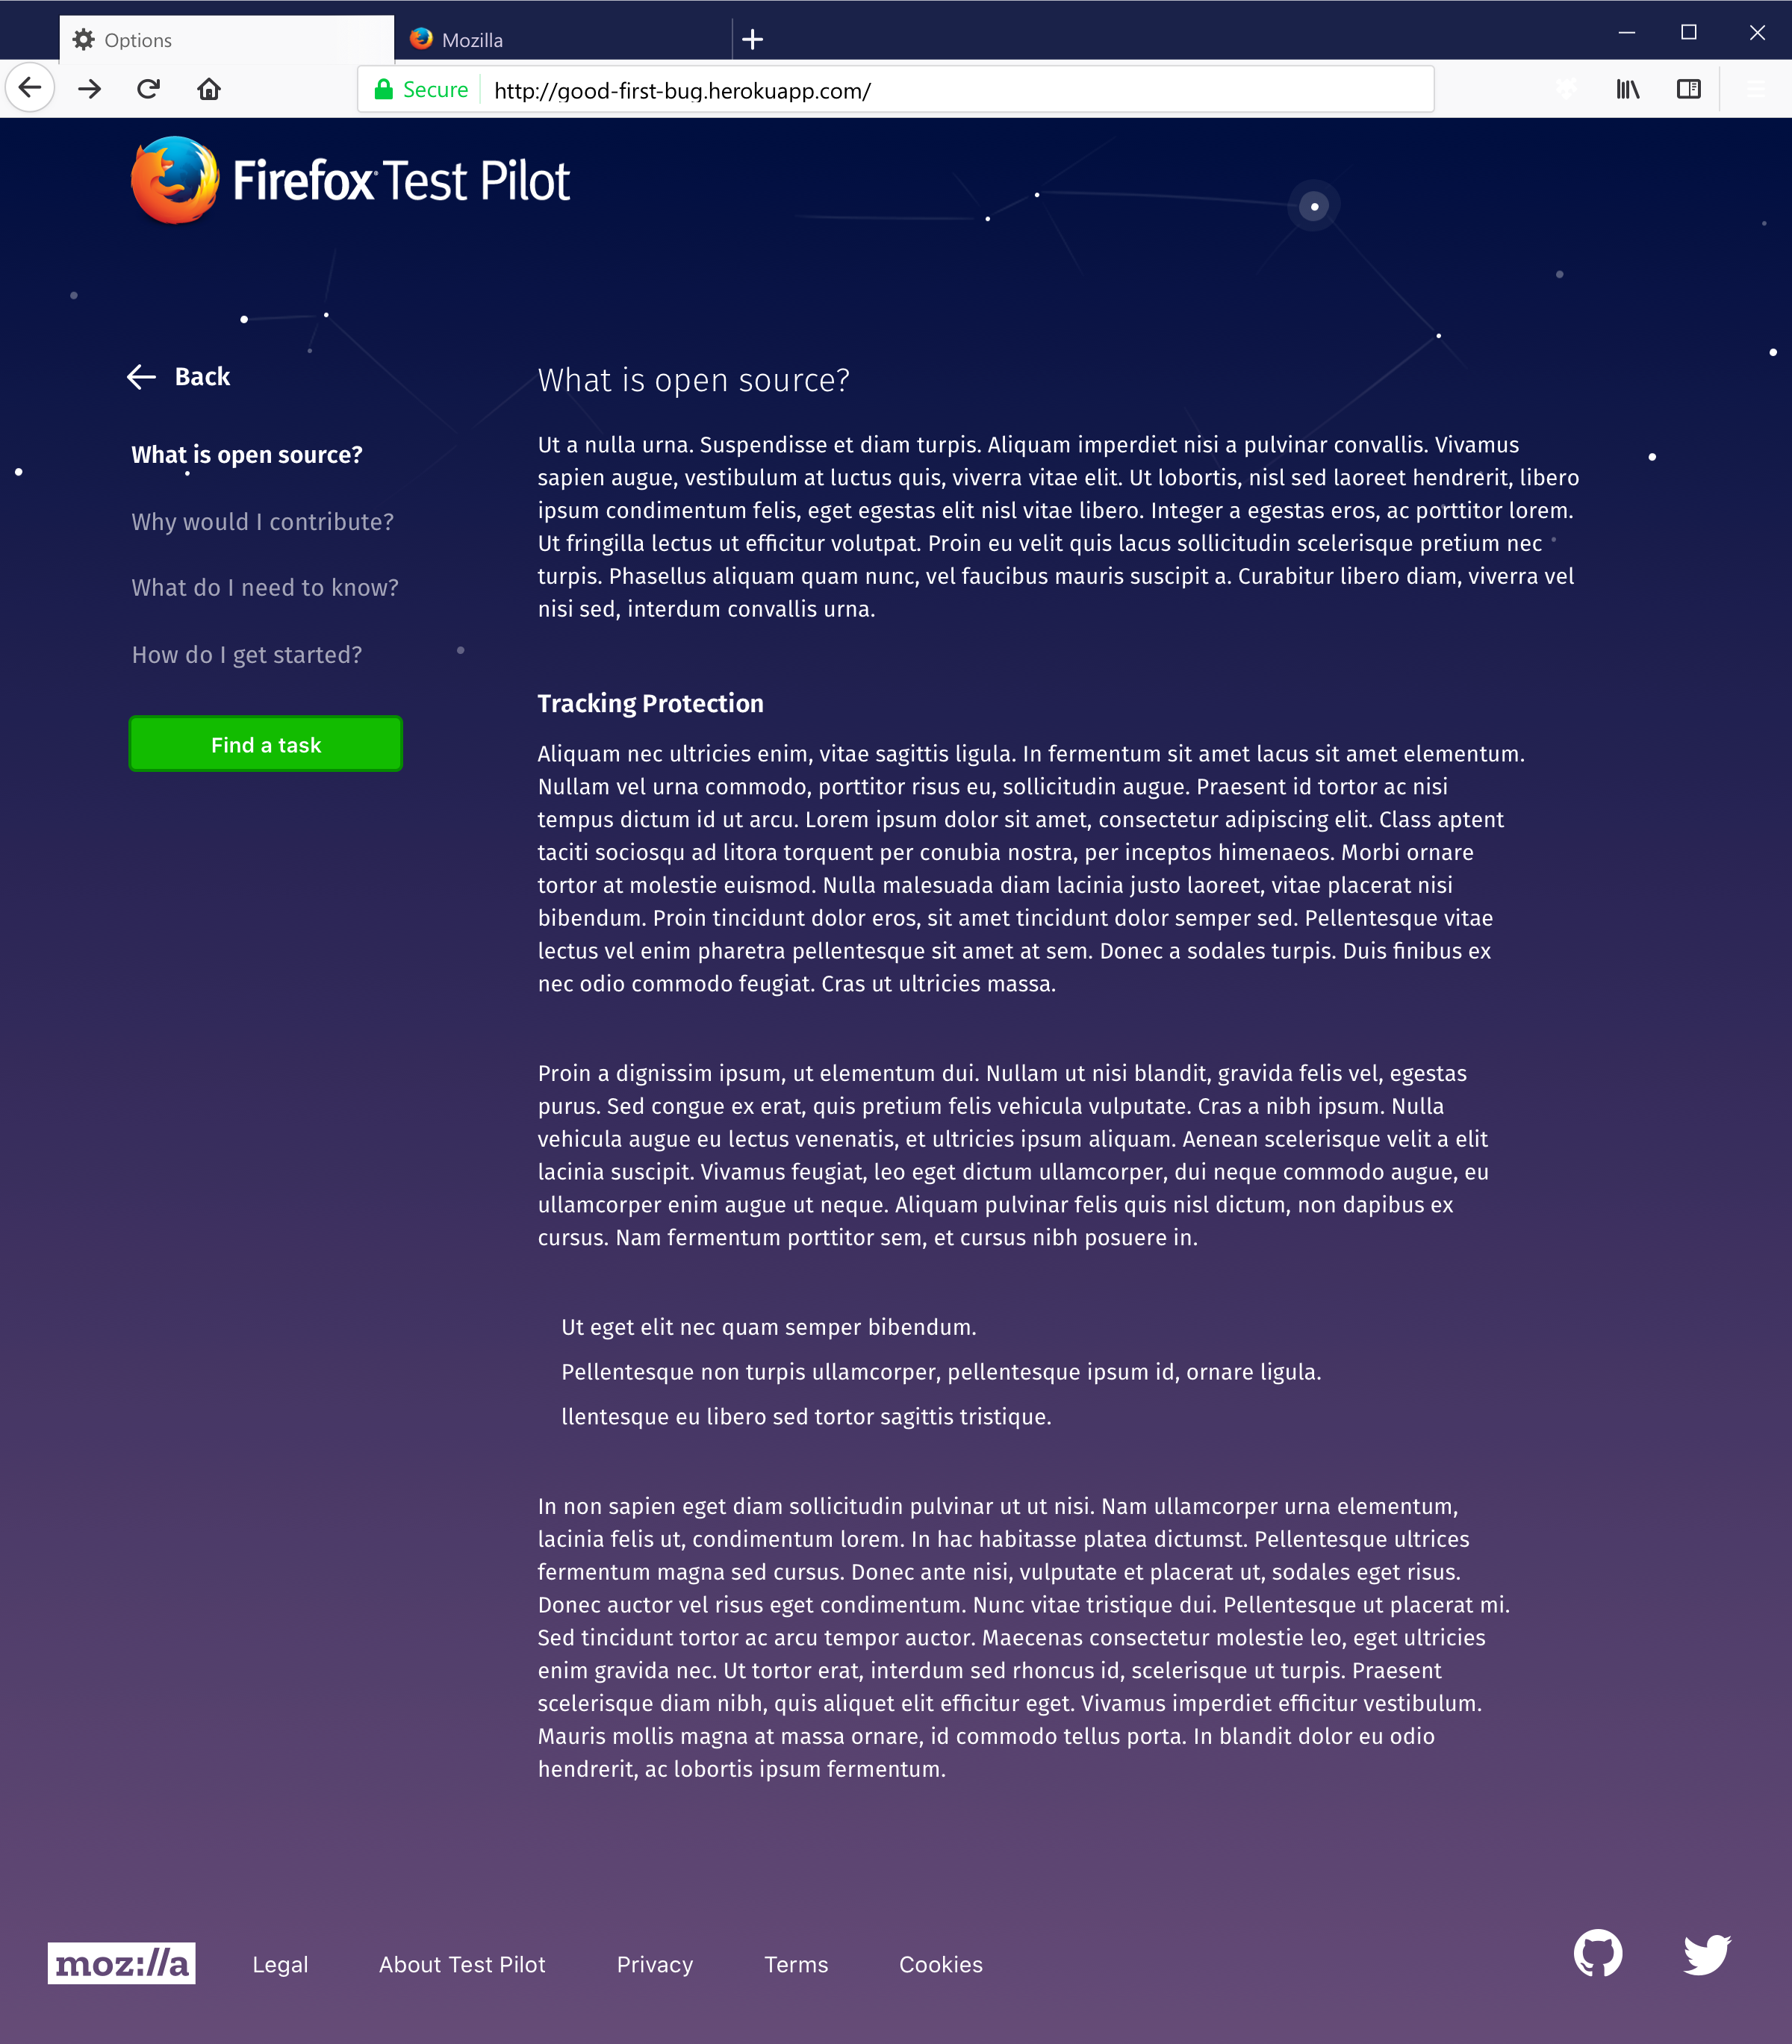 Options
Mozilla
Secure
http://good-first-bug.herokuapp.com/
Firefox Test Pilot
Back
What is open source?
Why would I contribute?
What do I need to know?
How do I get started?
Find a task
What is open source?
Ut a nulla urna. Suspendisse et diam turpis. Aliquam imperdiet nisi a pulvinar convallis. Vivamus
sapien augue, vestibulum at luctus quis, viverra vitae elit. Ut lobortis, nisl sed laoreet hendrerit, libero
ipsum condimentum felis, eget egestas elit nisl vitae libero. Integer a egestas eros, ac porttitor lorem.
Ut fringilla lectus ut efficitur volutpat. Proin eu velit quis lacus sollicitudin scelerisque pretium nec
turpis. Phasellus aliquam quam nunc, vel faucibus mauris suscipit a. Curabitur libero diam, viverra vel
nisi sed, interdum convallis urna.
Tracking Protection
Aliquam nec ultricies enim, vitae sagittis ligula. In fermentum sit amet lacus sit amet elementum.
Nullam vel urna commodo, porttitor risus eu, sollicitudin augue. Praesent id tortor ac nisi
tempus dictum id ut arcu. Lorem ipsum dolor sit amet, consectetur adipiscing elit. Class aptent
taciti sociosqu ad litora torquent per conubia nostra, per inceptos himenaeos. Morbi ornare
tortor at molestie euismod. Nulla malesuada diam lacinia justo laoreet, vitae placerat nisi
bibendum. Proin tincidunt dolor eros, sit amet tincidunt dolor semper sed. Pellentesque vitae
lectus vel enim pharetra pellentesque sit amet at sem. Donec a sodales turpis. Duis finibus ex
nec odio commodo feugiat. Cras ut ultricies massa.
Proin a dignissim ipsum, ut elementum dui. Nullam ut nisi blandit, gravida felis vel, egestas
purus. Sed congue ex erat, quis pretium felis vehicula vulputate. Cras a nibh ipsum. Nulla
vehicula augue eu lectus venenatis, et ultricies ipsum aliquam. Aenean scelerisque velit a elit
lacinia suscipit. Vivamus feugiat, leo eget dictum ullamcorper, dui neque commodo augue, eu
ullamcorper enim augue ut neque. Aliquam pulvinar felis quis nisl dictum, non dapibus ex
cursus. Nam fermentum porttitor sem, et cursus nibh posuere in.
Ut eget elit nec quam semper bibendum.
Pellentesque non turpis ullamcorper, pellentesque ipsum id, ornare ligula.
llentesque eu libero sed tortor sagittis tristique.
In non sapien eget diam sollicitudin pulvinar ut ut nisi. Nam ullamcorper urna elementum,
lacinia felis ut, condimentum lorem. In hac habitasse platea dictumst. Pellentesque ultrices
fermentum magna sed cursus. Donec ante nisi, vulputate et placerat ut, sodales eget risus.
Donec auctor vel risus eget condimentum. Nunc vitae tristique dui. Pellentesque ut placerat mi.
Sed tincidunt tortor ac arcu tempor auctor. Maecenas consectetur molestie leo, eget ultricies
enim gravida nec. Ut tortor erat, interdum sed rhoncus id, scelerisque ut turpis. Praesent
scelerisque diam nibh, quis aliquet elit efficitur eget. Vivamus imperdiet efficitur vestibulum.
Mauris mollis magna at massa ornare, id commodo tellus porta. In blandit dolor eu odio
hendrerit, ac lobortis ipsum fermentum.
moz://a
Legal
About Test Pilot
Privacy
Terms
Cookies